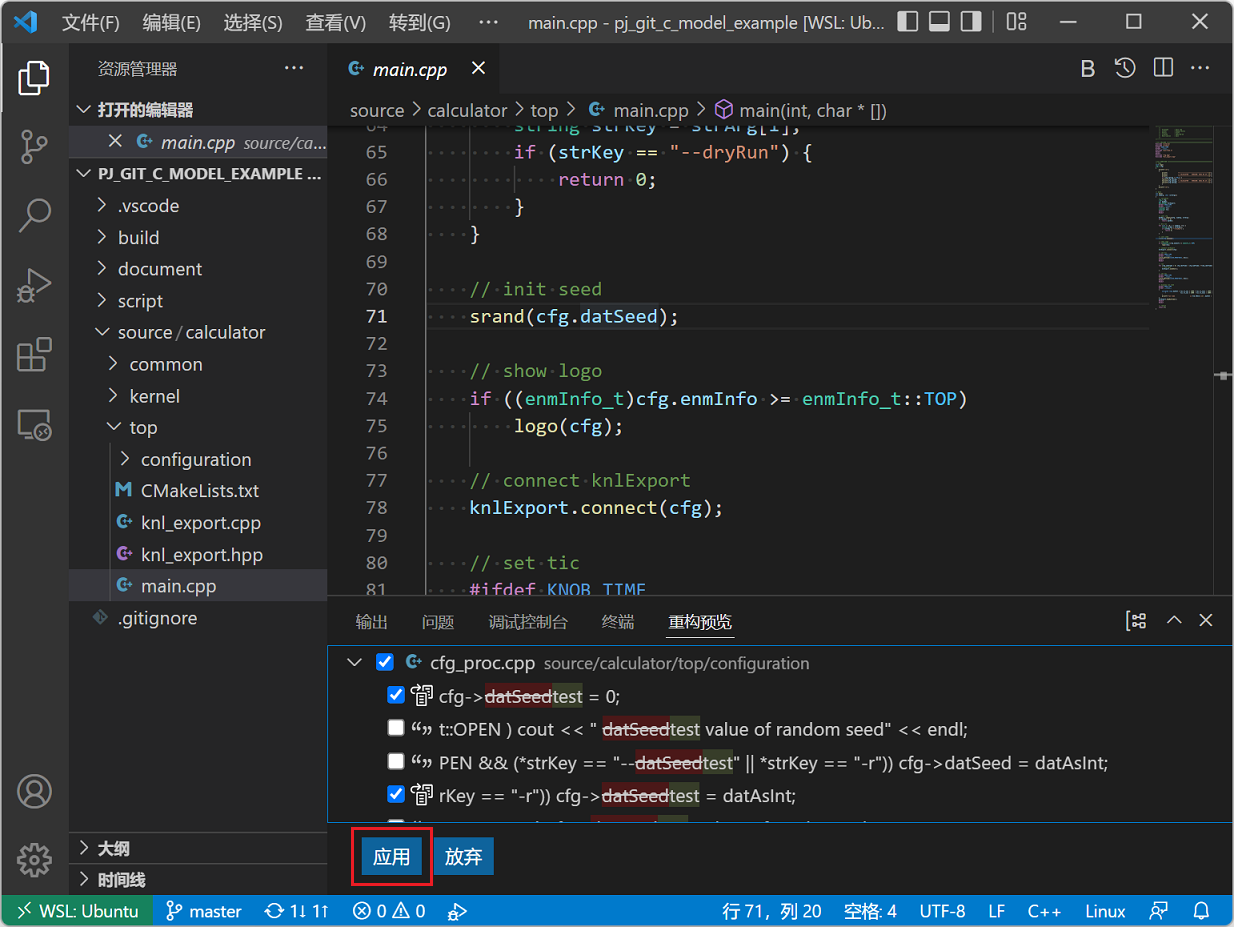 文件(F) 编辑(E) 选择(S) 查看(V) 转到(G) ··· main.cpp - pj_git_c_model_example [WSL: Ub...
资源管理器 ···
打开的编辑器
main.cpp source/ca...
PJ_GIT_C_MODEL_EXAMPLE ...
.vscode
build
document
script
source/calculator
common
kernel
top
configuration
CMakeLists.txt
knl_export.cpp
knl_export.hpp
main.cpp
.gitignore
大纲
时间线
main.cpp
B
source > calculator > top > main.cpp > main(int, char * [])
64 string strKey = strArg[i];
65 if (strKey == "--dryRun") {
66 return 0;
67 }
68 }
69
70 // init seed
71 srand(cfg.datSeed);
72
73 // show logo
74 if ((enmInfo_t)cfg.enmInfo >= enmInfo_t::TOP)
75 logo(cfg);
76
77 // connect knlExport
78 knlExport.connect(cfg);
79
80 // set tic
81 #ifdef KNOB_TIME
输出 问题 调试控制台 终端 重构预览
cfg_proc.cpp source/calculator/top/configuration
cfg->datSeedtest = 0;
t::OPEN ) cout << " datSeedtest value of random seed" << endl;
PEN && (*strKey == "--datSeedtest" || *strKey == "-r")) cfg->datSeed = datAsInt;
rKey == "-r")) cfg->datSeedtest = datAsInt;
应用 放弃
WSL: Ubuntu master 1↓ 1↑ 0 0 行 71，列 20 空格: 4 UTF-8 LF C++ Linux